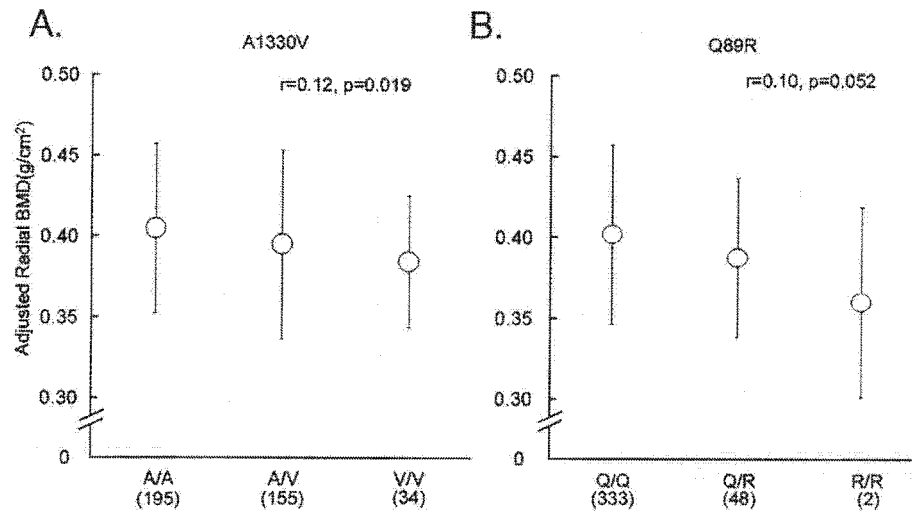 A.
A1330V
r=0.12, p=0.019
Adjusted Radial BMD(g/cm²)
0.50
0.45
0.40
0.35
0.30
0
A/A
A/V
V/V
(195)
(155)
(34)
B.
Q89R
r=0.10, p=0.052
0.50
0.45
0.40
0.35
0.30
0
Q/Q
Q/R
R/R
(333)
(48)
(2)